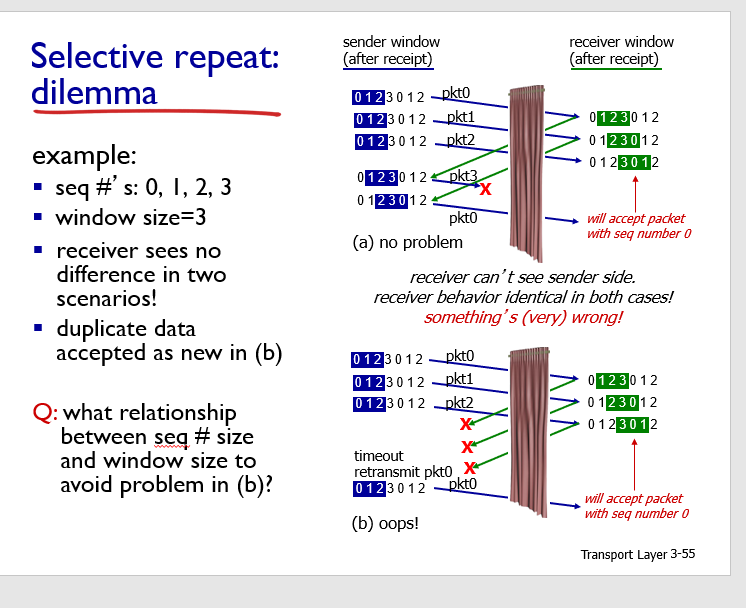 Selective repeat:
dilemma
example:
▪ seq #'s: 0, 1, 2, 3
▪ window size=3
▪ receiver sees no
difference in two
scenarios!
▪ duplicate data
accepted as new in (b)
Q: what relationship
between seq # size
and window size to
avoid problem in (b)?
sender window
(after receipt)
receiver window
(after receipt)
0 1 2 3 0 1 2
pkt0
0 1 2 3 0 1 2
pkt1
0 1 2 3 0 1 2
pkt2
0 1 2 3 0 1 2
0 1 2 3 0 1 2
0 1 2 3 0 1 2
0 1 2 3 0 1 2
pkt3
X
0 1 2 3 0 1 2
pkt0
will accept packet
with seq number 0
(a) no problem
receiver can't see sender side.
receiver behavior identical in both cases!
something's (very) wrong!
0 1 2 3 0 1 2
pkt0
0 1 2 3 0 1 2
pkt1
0 1 2 3 0 1 2
pkt2
0 1 2 3 0 1 2
0 1 2 3 0 1 2
0 1 2 3 0 1 2
X
X
X
timeout
retransmit pkt0
0 1 2 3 0 1 2
pkt0
will accept packet
with seq number 0
(b) oops!
Transport Layer 3-55